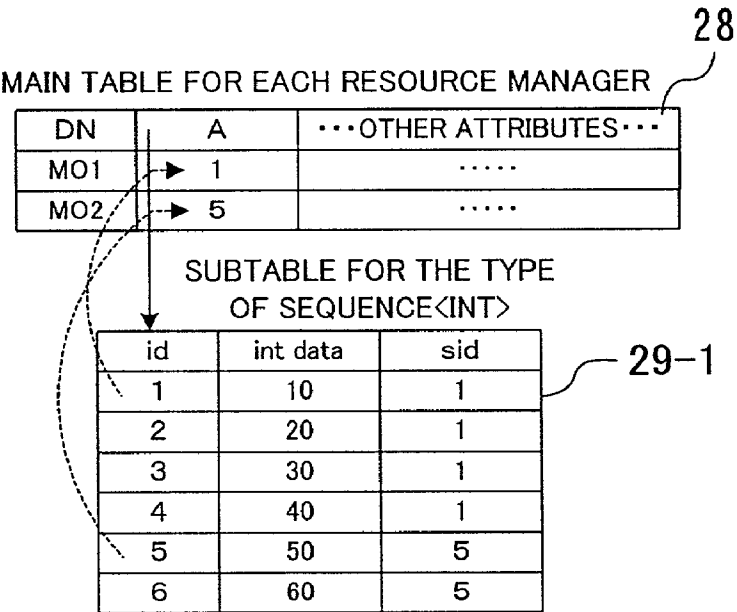 28
MAIN TABLE FOR EACH RESOURCE MANAGER
DN A ···OTHER ATTRIBUTES···
MO1 1 ·····
MO2 5 ·····
SUBTABLE FOR THE TYPE
OF SEQUENCE<INT>
id int data sid
29-1
1 10 1
2 20 1
3 30 1
4 40 1
5 50 5
6 60 5